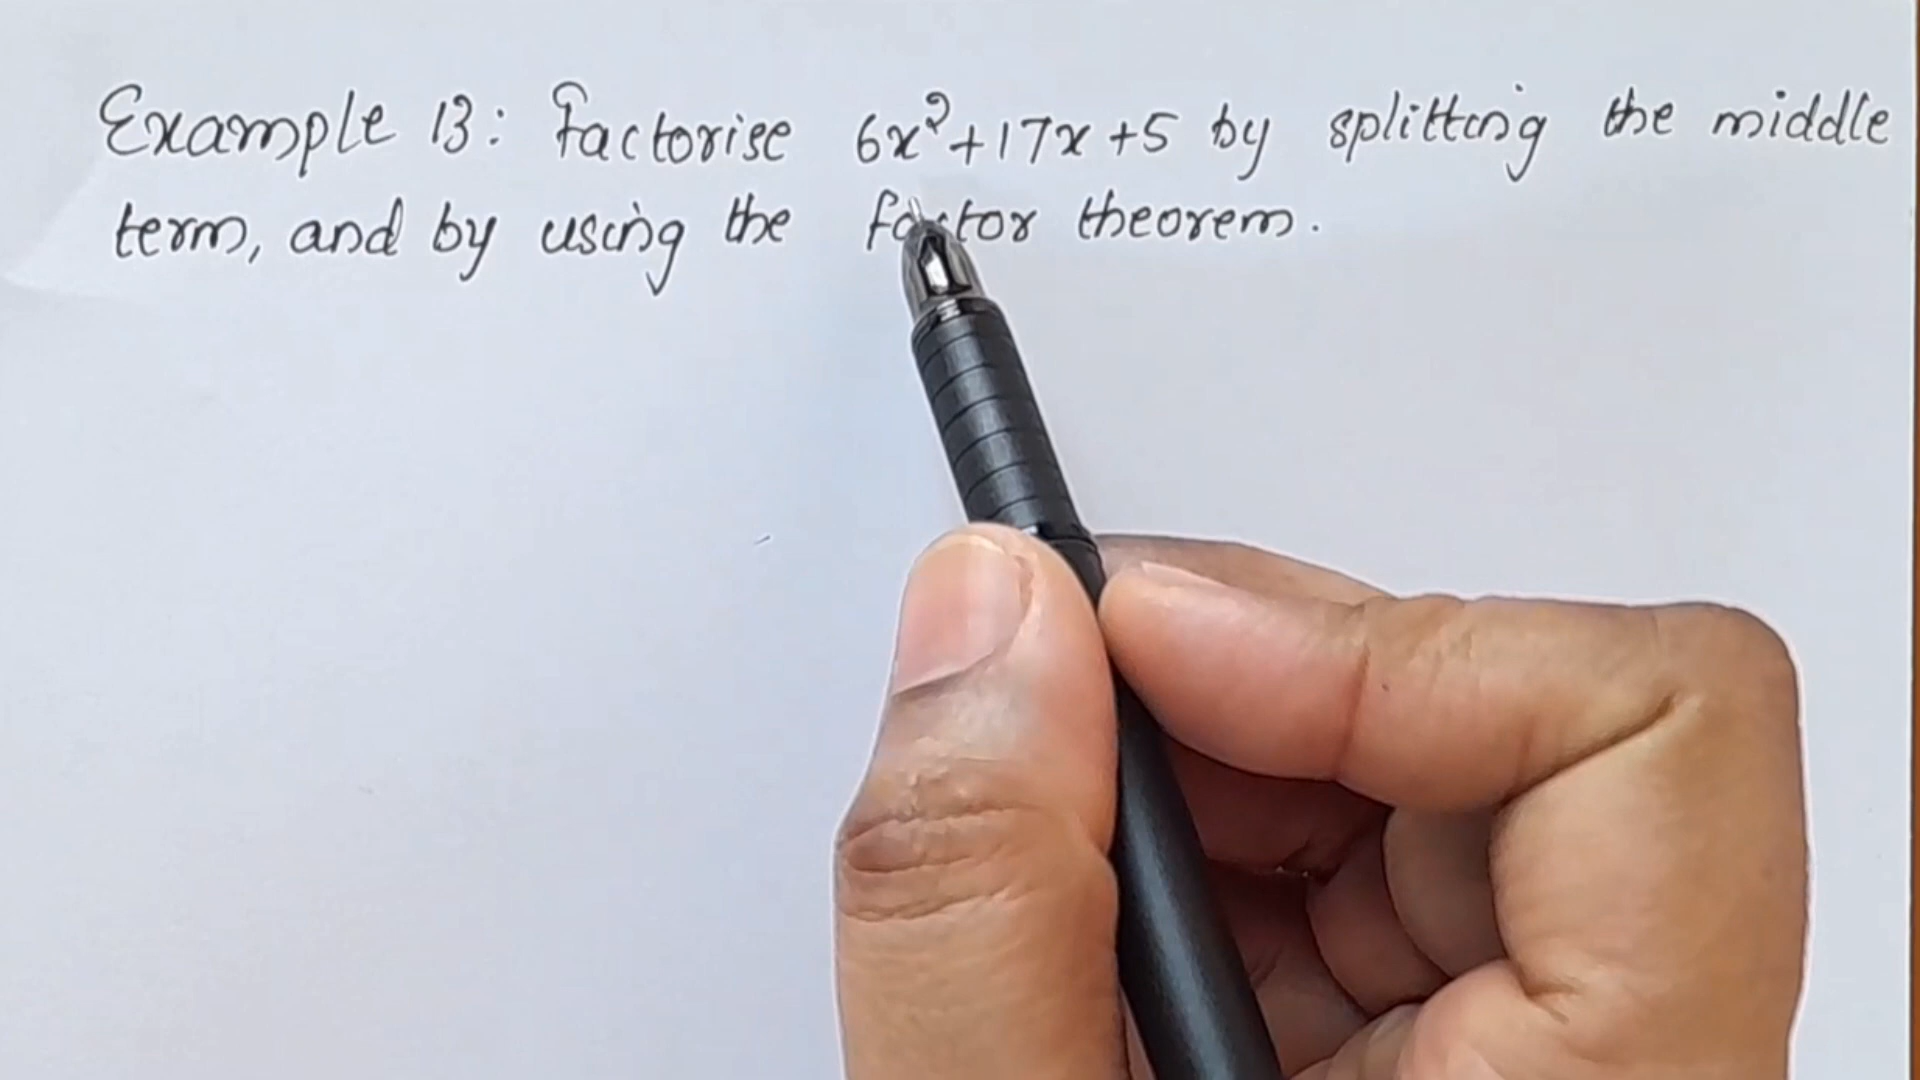 Example 13: Factorise 6x²+17x+5 by splitting the middle
term, and by using the factor theorem.